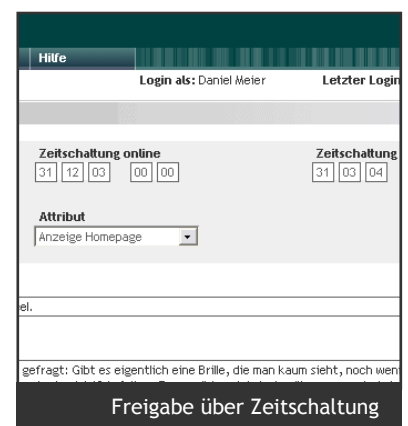 Hilfe
Login als: Daniel Meier Letzter Login
Zeitschaltung online Zeitschaltung
31 12 03 00 00 31 03 04
Attribut
Anzeige Homepage
el.
gefragt: Gibt es eigentlich eine Brille, die man kaum sieht, noch wen
Freigabe über Zeitschaltung